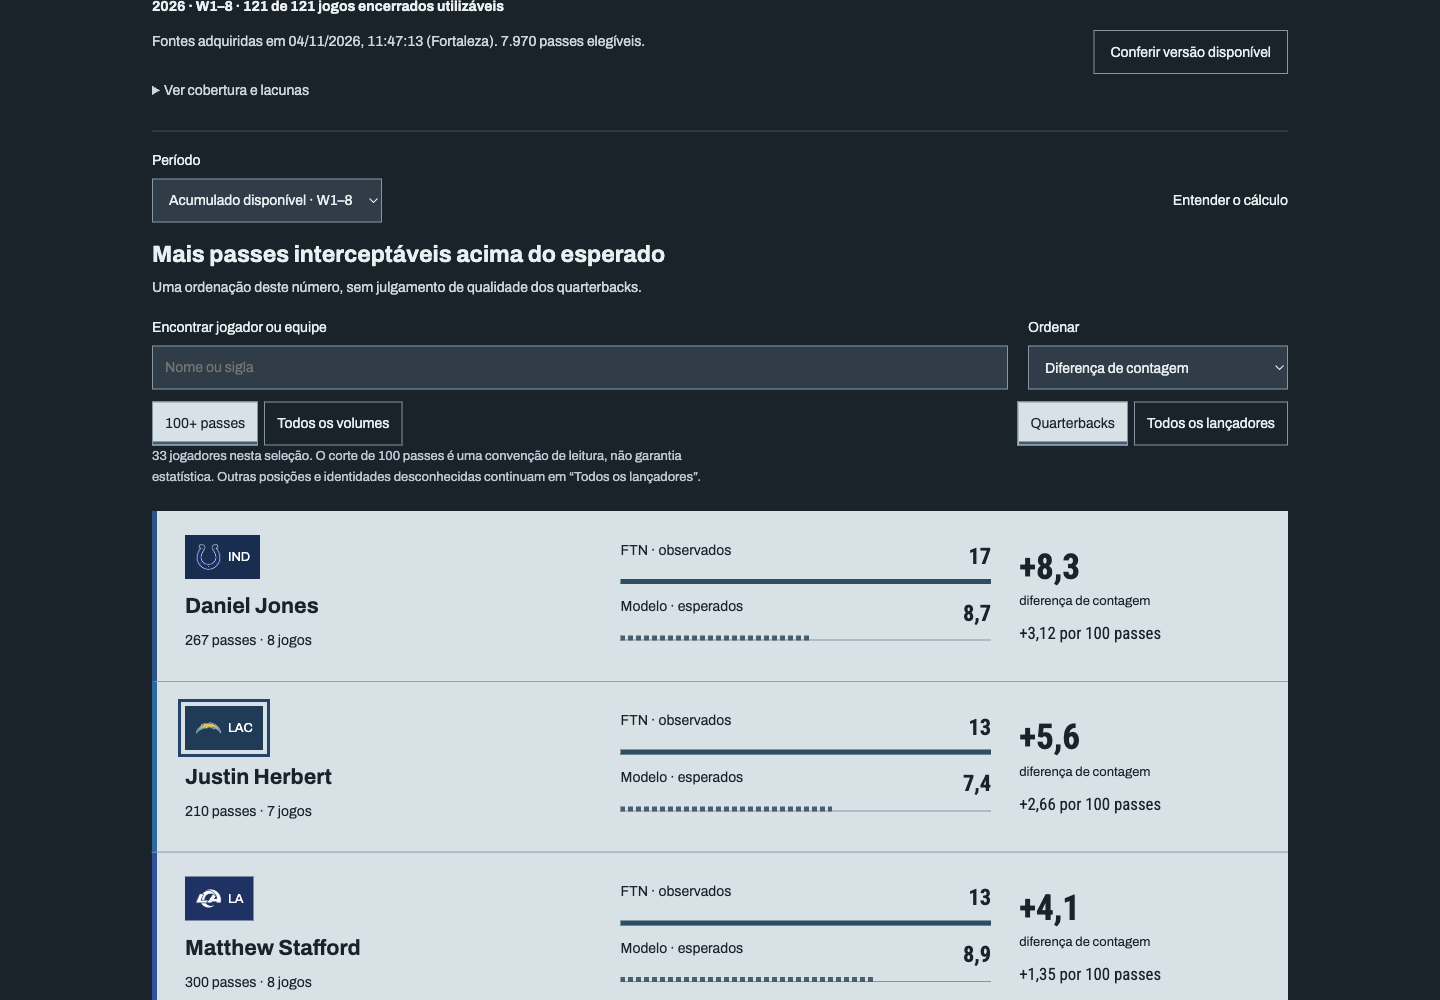 2026 · W1–8 · 121 de 121 jogos encerrados utilizáveis
Fontes adquiridas em 04/11/2026, 11:47:13 (Fortaleza). 7.970 passes elegíveis.
Conferir versão disponível
Ver cobertura e lacunas
Período
Acumulado disponível · W1–8
Entender o cálculo
Mais passes interceptáveis acima do esperado
Uma ordenação deste número, sem julgamento de qualidade dos quarterbacks.
Encontrar jogador ou equipe
Ordenar
Nome ou sigla
Diferença de contagem
100+ passes
Todos os volumes
Quarterbacks
Todos os lançadores
33 jogadores nesta seleção. O corte de 100 passes é uma convenção de leitura, não garantia
estatística. Outras posições e identidades desconhecidas continuam em “Todos os lançadores”.
IND
Daniel Jones
267 passes · 8 jogos
FTN · observados
17
Modelo · esperados
8,7
+8,3
diferença de contagem
+3,12 por 100 passes
LAC
Justin Herbert
210 passes · 7 jogos
FTN · observados
13
Modelo · esperados
7,4
+5,6
diferença de contagem
+2,66 por 100 passes
LA
Matthew Stafford
300 passes · 8 jogos
FTN · observados
13
Modelo · esperados
8,9
+4,1
diferença de contagem
+1,35 por 100 passes